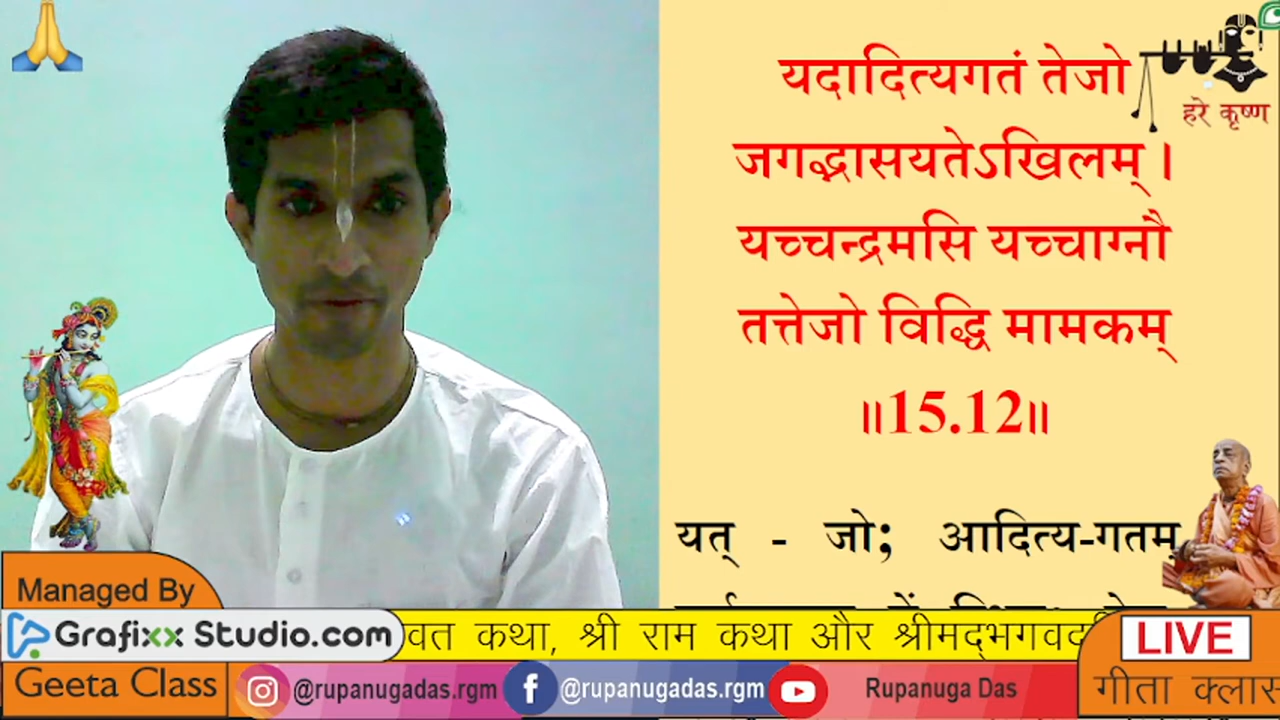 यदादित्यगतं तेजो
हरे कृष्ण
जगद्भासयतेऽखिलम् ।
यच्चन्द्रमसि यच्चाग्नौ
तत्तेजो विद्धि मामकम्
॥15.12॥
यत् - जो; आदित्य-गतम्
Managed By
Grafixx Studio.com
वत कथा, श्री राम कथा और श्रीमद्भगवद
LIVE
Geeta Class
@rupanugadas.rgm
@rupanugadas.rgm
Rupanuga Das
गीता क्लास